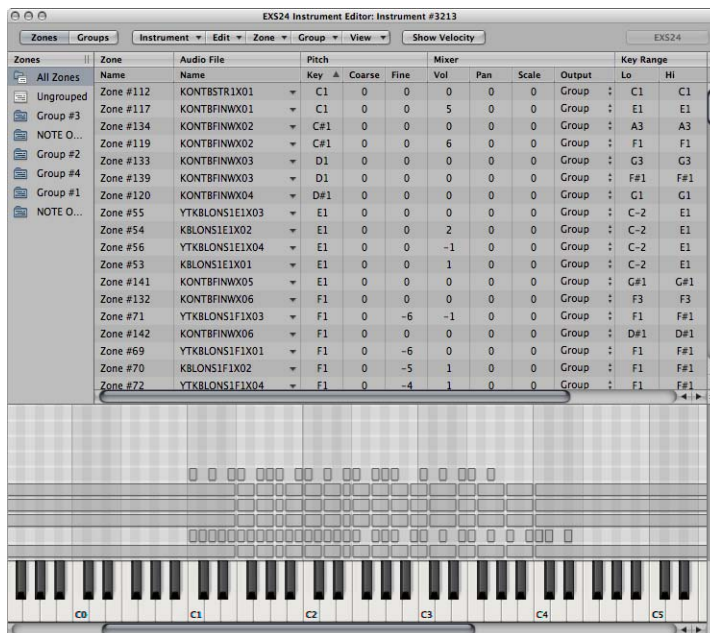 EXS24 Instrument Editor: Instrument #3213
Zones Groups Instrument Edit Zone Group View Show Velocity EXS24
Zones Zone Audio File Pitch Mixer Key Range
All Zones Name Name Key Coarse Fine Vol Pan Scale Output Lo Hi
Ungrouped
Group #3
NOTE O...
Group #2
Group #4
Group #1
NOTE O...
Zone #112 KONTBSTR1X01 C1 0 0 0 0 0 Group C1 C1
Zone #117 KONTBFINWX01 C1 0 0 5 0 0 Group E1 E1
Zone #134 KONTBFINWX02 C#1 0 0 0 0 0 Group A3 A3
Zone #119 KONTBFINWX02 C#1 0 0 6 0 0 Group F1 F1
Zone #133 KONTBFINWX03 D1 0 0 0 0 0 Group G3 G3
Zone #139 KONTBFINWX03 D1 0 0 0 0 0 Group F#1 F#1
Zone #120 KONTBFINWX04 D#1 0 0 0 0 0 Group G1 G1
Zone #55 YTKBLONS1E1X03 E1 0 0 0 0 0 Group C-2 E1
Zone #54 KBLONS1E1X02 E1 0 0 2 0 0 Group C-2 E1
Zone #56 YTKBLONS1E1X04 E1 0 0 -1 0 0 Group C-2 E1
Zone #53 KBLONS1E1X01 E1 0 0 1 0 0 Group C-2 E1
Zone #141 KONTBFINWX05 E1 0 0 0 0 0 Group G#1 G#1
Zone #132 KONTBFINWX06 F1 0 0 0 0 0 Group F3 F3
Zone #71 YTKBLONS1F1X03 F1 0 -6 -1 0 0 Group F1 F#1
Zone #142 KONTBFINWX06 F1 0 0 0 0 0 Group D#1 D#1
Zone #69 YTKBLONS1F1X01 F1 0 -6 0 0 0 Group F1 F#1
Zone #70 KBLONS1F1X02 F1 0 -5 1 0 0 Group F1 F#1
Zone #72 YTKBLONS1F1X04 F1 0 -4 1 0 0 Group F1 F#1
C0 C1 C2 C3 C4 C5